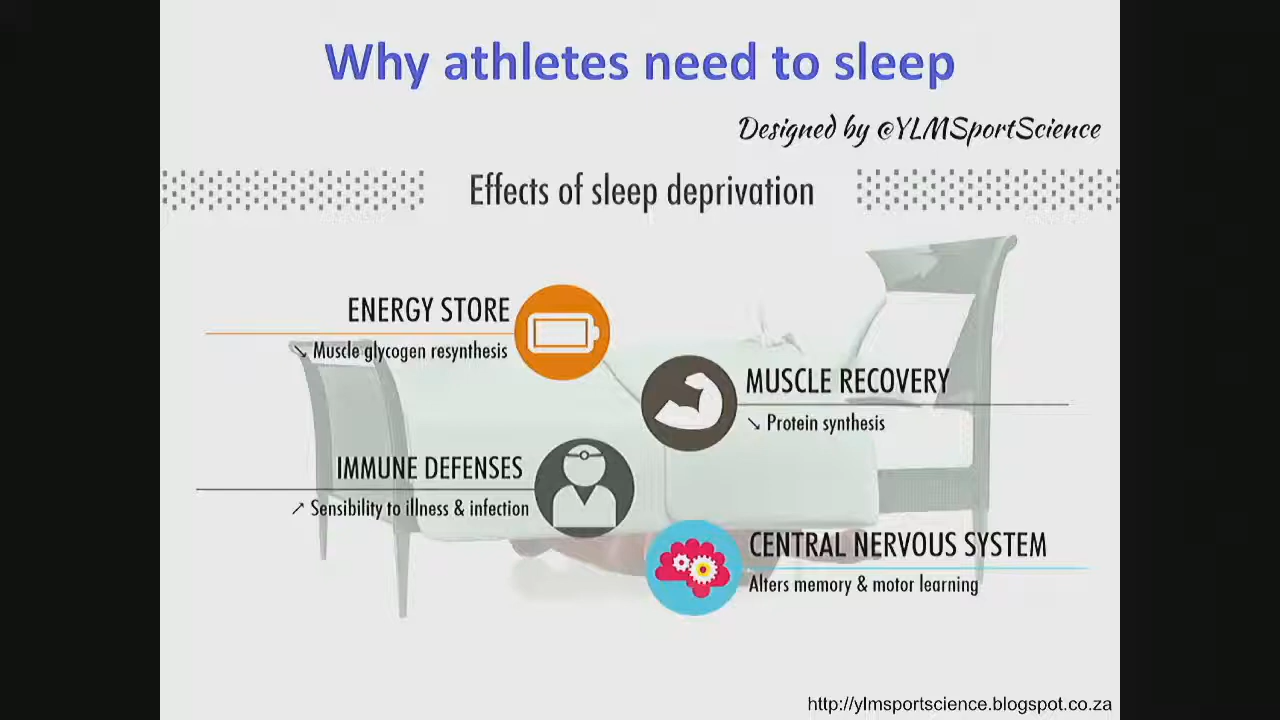 Why athletes need to sleep
Designed by @YLMSportScience
Effects of sleep deprivation
ENERGY STORE
↘ Muscle glycogen resynthesis
MUSCLE RECOVERY
↘ Protein synthesis
IMMUNE DEFENSES
↗ Sensibility to illness & infection
CENTRAL NERVOUS SYSTEM
Alters memory & motor learning
http://ylmsportscience.blogspot.co.za